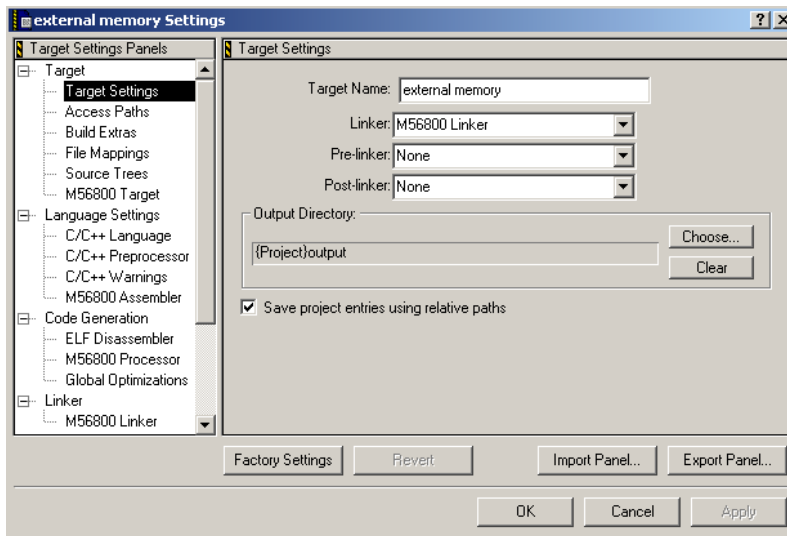 external memory Settings
Target Settings Panels
Target
Target Settings
Access Paths
Build Extras
File Mappings
Source Trees
M56800 Target
Language Settings
C/C++ Language
C/C++ Preprocessor
C/C++ Warnings
M56800 Assembler
Code Generation
ELF Disassembler
M56800 Processor
Global Optimizations
Linker
M56800 Linker
Target Settings
Target Name: external memory
Linker: M56800 Linker
Pre-linker: None
Post-linker: None
Output Directory:
{Project}output
Choose...
Clear
Save project entries using relative paths
Factory Settings
Revert
Import Panel...
Export Panel...
OK
Cancel
Apply